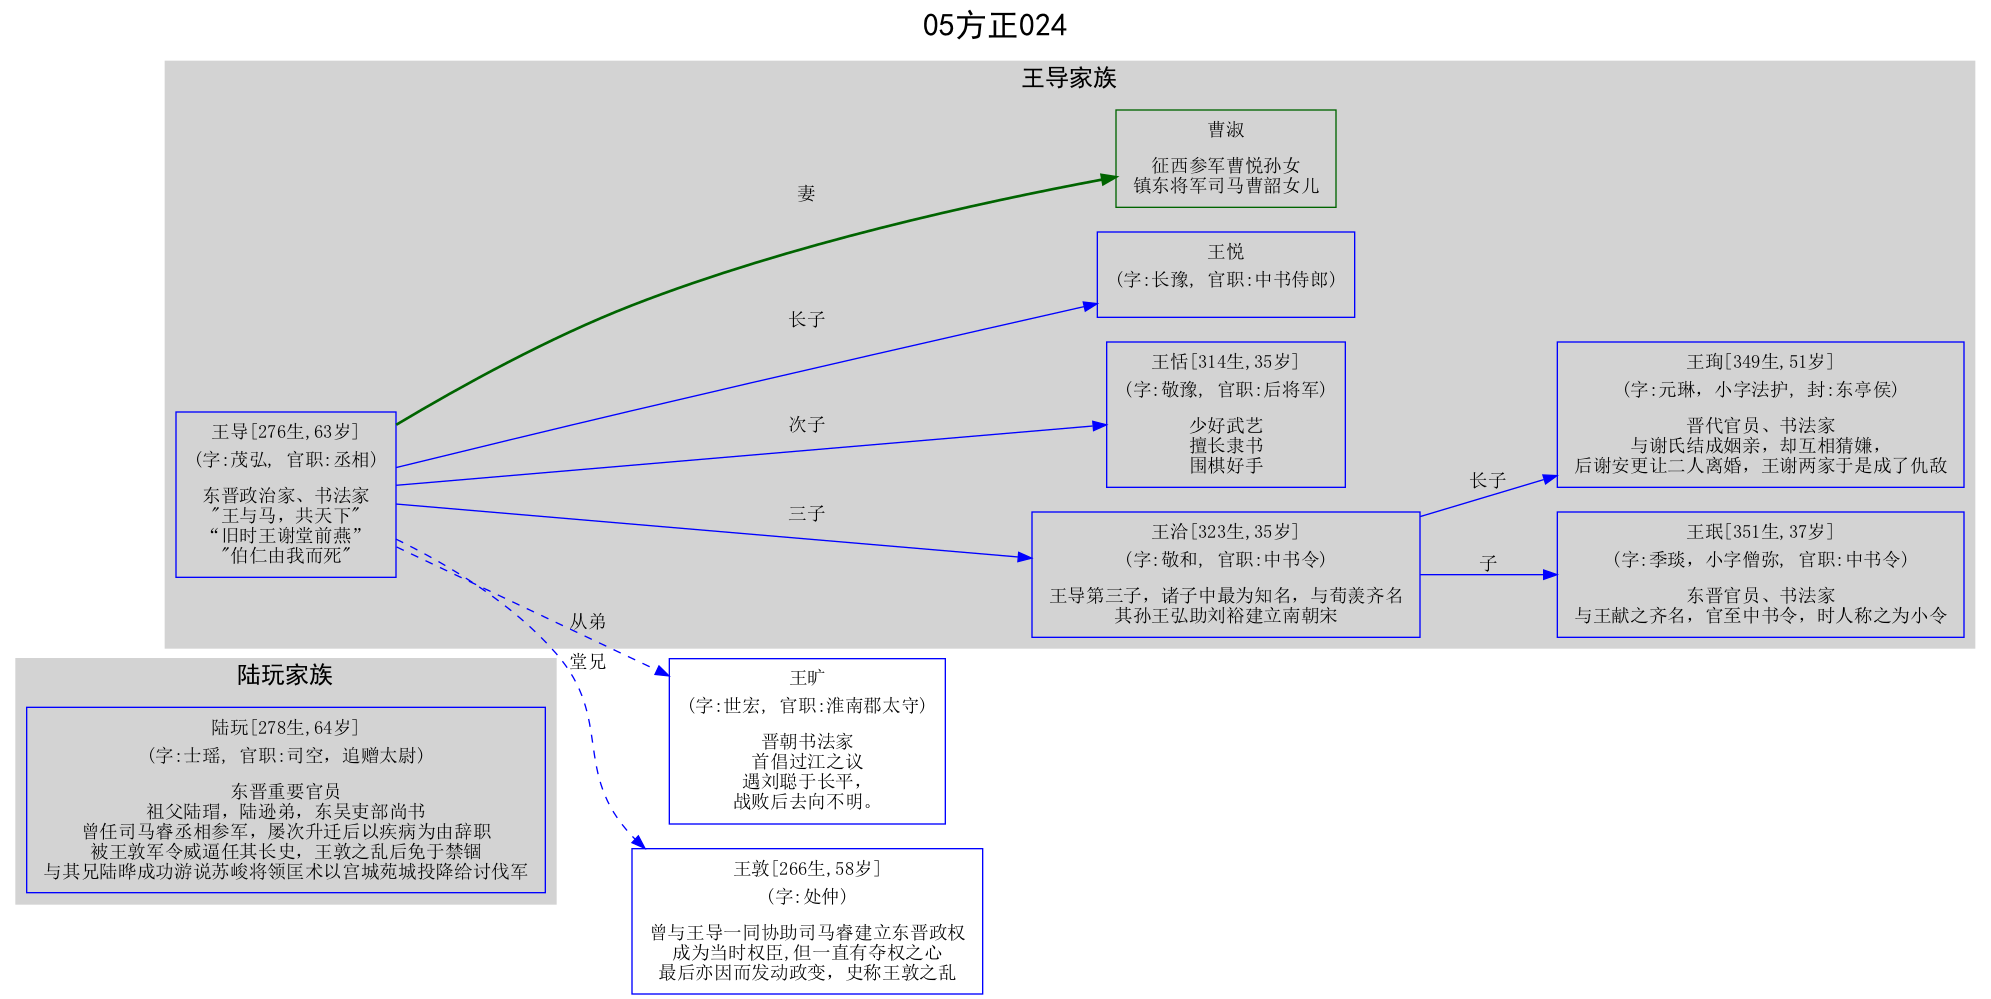 05方正024
王导家族
曹淑
征西参军曹悦孙女
镇东将军司马曹韶女儿
妻
王悦
(字:长豫, 官职:中书侍郎)
长子
王恬[314生,35岁]
(字:敬豫, 官职:后将军)
少好武艺
擅长隶书
围棋好手
次子
王珣[349生,51岁]
(字:元琳，小字法护, 封:东亭侯)
晋代官员、书法家
与谢氏结成姻亲，却互相猜嫌，
后谢安更让二人离婚，王谢两家于是成了仇敌
长子
王导[276生,63岁]
(字:茂弘, 官职:丞相)
东晋政治家、书法家
"王与马，共天下"
“旧时王谢堂前燕”
"伯仁由我而死"
三子
王洽[323生,35岁]
(字:敬和, 官职:中书令)
王导第三子，诸子中最为知名，与荀羡齐名
其孙王弘助刘裕建立南朝宋
子
王珉[351生,37岁]
(字:季琰，小字僧弥, 官职:中书令)
东晋官员、书法家
与王献之齐名，官至中书令，时人称之为小令
从弟
堂兄
陆玩家族
陆玩[278生,64岁]
(字:士瑶, 官职:司空，追赠太尉)
东晋重要官员
祖父陆瑁，陆逊弟，东吴吏部尚书
曾任司马睿丞相参军，屡次升迁后以疾病为由辞职
被王敦军令威逼任其长史，王敦之乱后免于禁锢
与其兄陆晔成功游说苏峻将领匡术以宫城苑城投降给讨伐军
王旷
(字:世宏, 官职:淮南郡太守)
晋朝书法家
首倡过江之议
遇刘聪于长平，
战败后去向不明。
王敦[266生,58岁]
(字:处仲)
曾与王导一同协助司马睿建立东晋政权
成为当时权臣,但一直有夺权之心
最后亦因而发动政变，史称王敦之乱